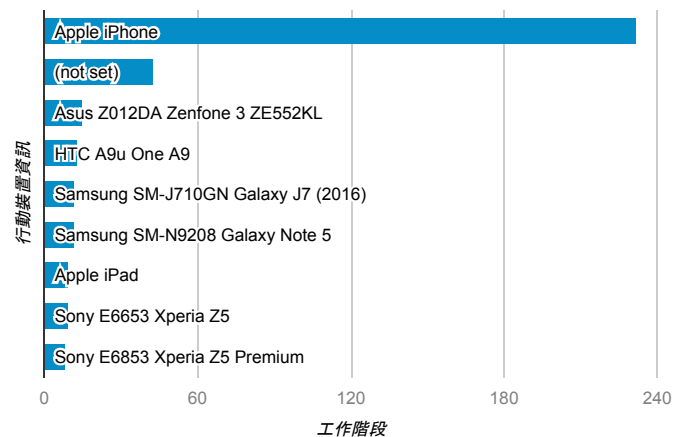 Apple iPhone
(not set)
Asus Z012DA Zenfone 3 ZE552KL
HTC A9u One A9
Samsung SM-J710GN Galaxy J7 (2016)
Samsung SM-N9208 Galaxy Note 5
Apple iPad
Sony E6653 Xperia Z5
Sony E6853 Xperia Z5 Premium
行動裝置資訊
0 60 120 180 240
工作階段